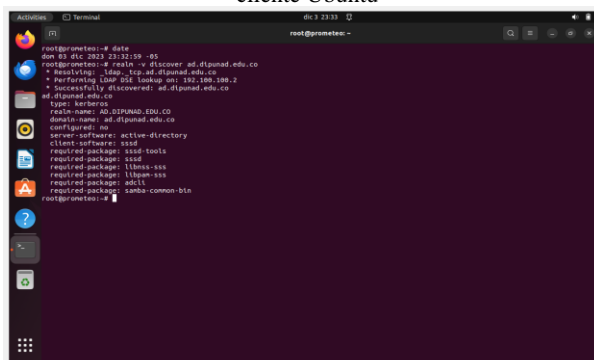 cliente Ubuntu
Activities
Terminal
dic 3 23:33
root@prometeo: ~
root@prometeo:~# date
dom 03 dic 2023 23:32:59 -05
root@prometeo:~# realm -v discover ad.dipunad.edu.co
* Resolving: _ldap._tcp.ad.dipunad.edu.co
* Performing LDAP DSE lookup on: 192.100.100.2
* Successfully discovered: ad.dipunad.edu.co
ad.dipunad.edu.co
type: kerberos
realm-name: AD.DIPUNAD.EDU.CO
domain-name: ad.dipunad.edu.co
configured: no
server-software: active-directory
client-software: sssd
required-package: sssd-tools
required-package: sssd
required-package: libnss-sss
required-package: libpam-sss
required-package: adcli
required-package: samba-common-bin
root@prometeo:~#